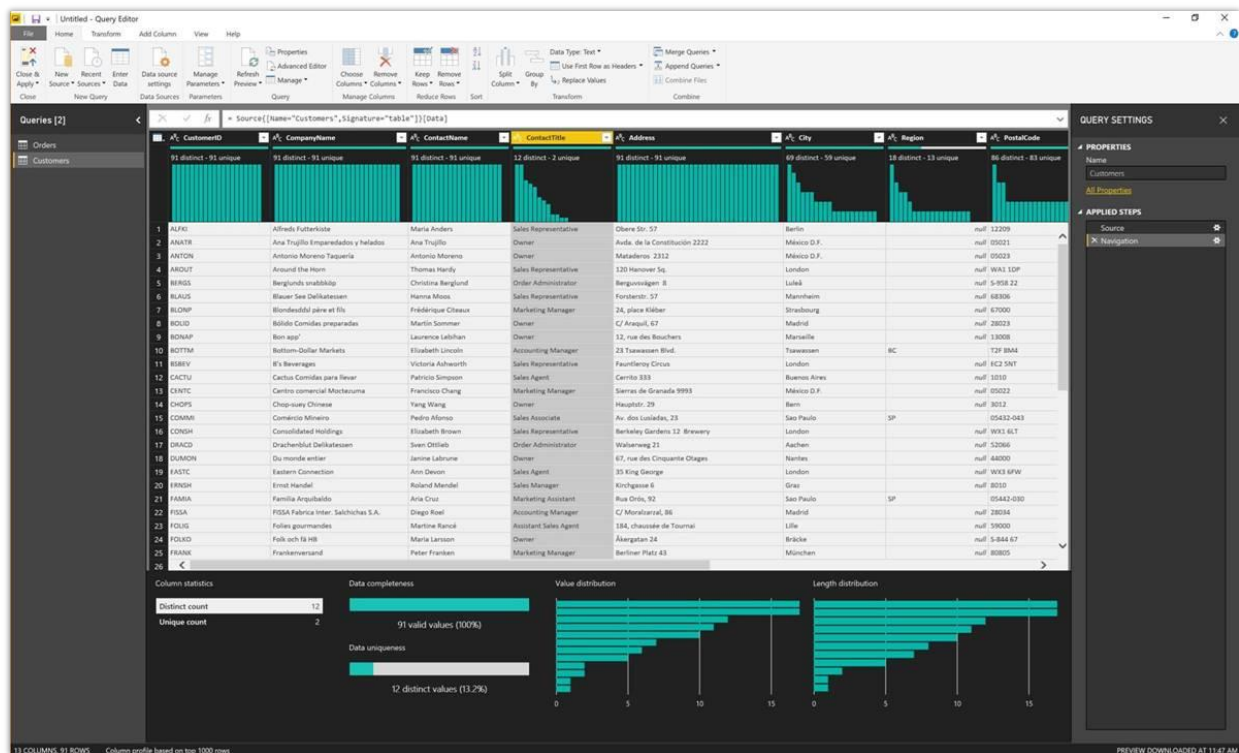 Untitled - Query Editor
File Home Transform Add Column View Help
Close & Apply
New Source
Recent Sources
Enter Data
Data source settings
Manage Parameters
Refresh Preview
Properties
Advanced Editor
Manage
Choose Columns
Remove Columns
Keep Rows
Remove Rows
Split Column
Group By
Data Type: Text
Use First Row as Headers
Replace Values
Merge Queries
Append Queries
Combine Files
Close New Query Data Sources Parameters Query Manage Columns Reduce Rows Sort Transform Combine
Queries [2]
Orders
Customers
= Source{[Name="Customers",Signature="table"]}[Data]
CustomerID CompanyName ContactName ContactTitle Address City Region PostalCode
91 distinct - 91 unique 91 distinct - 91 unique 91 distinct - 91 unique 12 distinct - 2 unique 91 distinct - 91 unique 69 distinct - 59 unique 18 distinct - 13 unique 86 distinct - 83 unique
1 ALFKI Alfreds Futterkiste Maria Anders Sales Representative Obere Str. 57 Berlin null 12209
2 ANATR Ana Trujillo Emparedados y helados Ana Trujillo Owner Avda. de la Constitución 2222 México D.F. null 05021
3 ANTON Antonio Moreno Taquería Antonio Moreno Owner Mataderos 2312 México D.F. null 05023
4 AROUT Around the Horn Thomas Hardy Sales Representative 120 Hanover Sq. London null WA1 1DP
5 BERGS Berglunds snabbköp Christina Berglund Order Administrator Berguvsvägen 8 Luleå null S-958 22
6 BLAUS Blauer See Delikatessen Hanna Moos Sales Representative Forsterstr. 57 Mannheim null 68306
7 BLONP Blondesddsl père et fils Frédérique Citeaux Marketing Manager 24, place Kléber Strasbourg null 67000
8 BOLID Bólido Comidas preparadas Martín Sommer Owner C/ Araquil, 67 Madrid null 28023
9 BONAP Bon app' Laurence Lebihan Owner 12, rue des Bouchers Marseille null 13008
10 BOTTM Bottom-Dollar Markets Elizabeth Lincoln Accounting Manager 23 Tsawassen Blvd. Tsawassen BC T2F 8M4
11 BSBEV B's Beverages Victoria Ashworth Sales Representative Fauntleroy Circus London null EC2 5NT
12 CACTU Cactus Comidas para llevar Patricio Simpson Sales Agent Cerrito 333 Buenos Aires null 1010
13 CENTC Centro comercial Moctezuma Francisco Chang Marketing Manager Sierras de Granada 9993 México D.F. null 05022
14 CHOPS Chop-suey Chinese Yang Wang Owner Hauptstr. 29 Bern null 3012
15 COMMI Comércio Mineiro Pedro Afonso Sales Associate Av. dos Lusíadas, 23 Sao Paulo SP 05432-043
16 CONSH Consolidated Holdings Elizabeth Brown Sales Representative Berkeley Gardens 12 Brewery London null WX1 6LT
17 DRACD Drachenblut Delikatessen Sven Ottlieb Order Administrator Walserweg 21 Aachen null 52066
18 DUMON Du monde entier Janine Labrune Owner 67, rue des Cinquante Otages Nantes null 44000
19 EASTC Eastern Connection Ann Devon Sales Agent 35 King George London null WX3 6FW
20 ERNSH Ernst Handel Roland Mendel Sales Manager Kirchgasse 6 Graz null 8010
21 FAMIA Familia Arquibaldo Aria Cruz Marketing Assistant Rua Orós, 92 Sao Paulo SP 05442-030
22 FISSA FISSA Fabrica Inter. Salchichas S.A. Diego Roel Accounting Manager C/ Moralzarzal, 86 Madrid null 28034
23 FOLIG Folies gourmandes Martine Rancé Assistant Sales Agent 184, chaussée de Tournai Lille null 59000
24 FOLKO Folk och fä HB Maria Larsson Owner Åkergatan 24 Bräcke null S-844 67
25 FRANK Frankenversand Peter Franken Marketing Manager Berliner Platz 43 München null 80805
26
QUERY SETTINGS
PROPERTIES
Name
Customers
All Properties
APPLIED STEPS
Source
Navigation
Column statistics Data completeness Value distribution Length distribution
Distinct count 12
Unique count 2
91 valid values (100%)
Data uniqueness
12 distinct values (13.2%)
0 5 10 15
0 5 10 15
13 COLUMNS, 91 ROWS Column profile based on top 1000 rows PREVIEW DOWNLOADED AT 11:47 AM